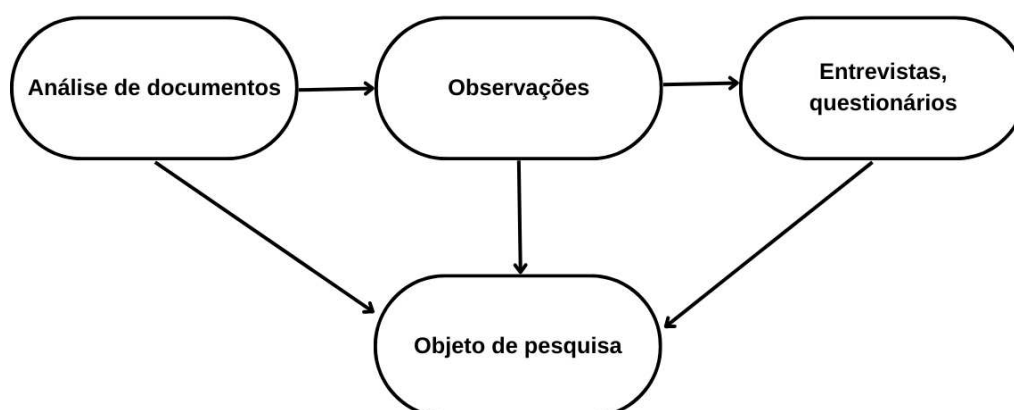 Análise de documentos
Observações
Entrevistas,
questionários
Objeto de pesquisa